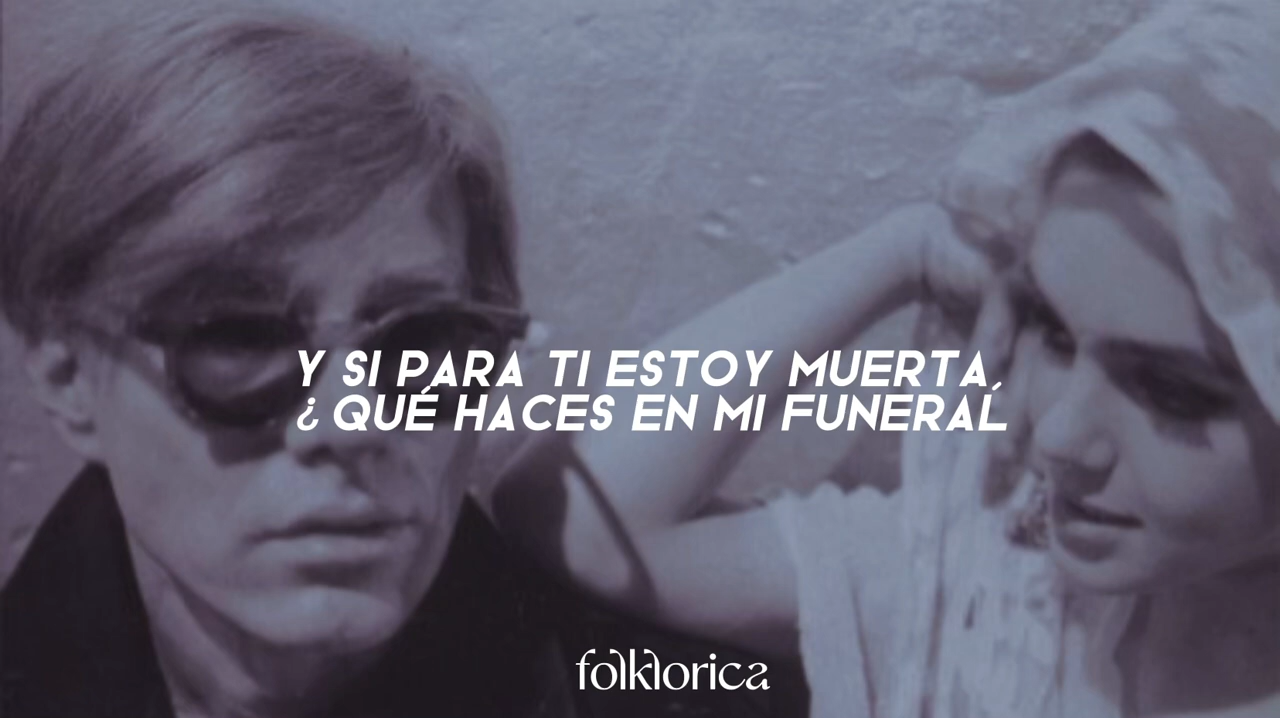 Y SI PARA TI ESTOY MUERTA,
¿ QUÉ HACES EN MI FUNERAL
folklorica